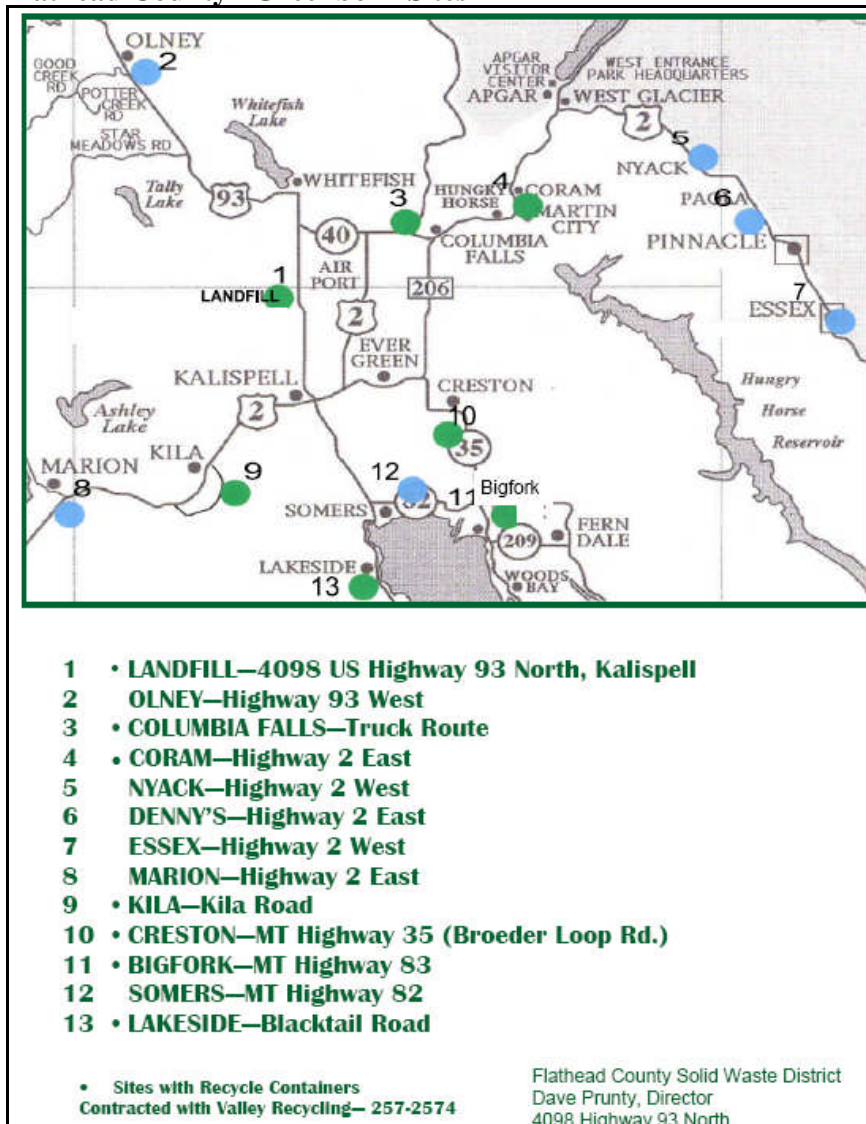 OLNEY
2
GOOD
CREEK
RD
POTTER
CREEK
RD
STAR
MEADOWS RD
Whitefish
Lake
Tally
Lake
93
WHITEFISH
APGAR
VISITOR
CENTER
APGAR
WEST ENTRANCE
PARK HEADQUARTERS
WEST GLACIER
2
5
NYACK
4
HUNGRY
HORSE
CORAM
MARTIN
CITY
3
40
COLUMBIA
FALLS
6
PINNACLE
AIR
PORT
206
1
LANDFILL
2
7
ESSEX
EVER
GREEN
KALISPELL
2
CRESTON
10
35
Hungry
Horse
Reservoir
Ashley
Lake
KILA
MARION
8
9
12
SOMERS
82
11
Bigfork
209
FERN
DALE
LAKESIDE
13
WOODS
BAY
1 • LANDFILL—4098 US Highway 93 North, Kalispell
2 OLNEY—Highway 93 West
3 • COLUMBIA FALLS—Truck Route
4 • CORAM—Highway 2 East
5 NYACK—Highway 2 West
6 DENNY'S—Highway 2 East
7 ESSEX—Highway 2 West
8 MARION—Highway 2 East
9 • KILA—Kila Road
10 • CRESTON—MT Highway 35 (Broeder Loop Rd.)
11 • BIGFORK—MT Highway 83
12 SOMERS—MT Highway 82
13 • LAKESIDE—Blacktail Road
• Sites with Recycle Containers
Contracted with Valley Recycling— 257-2574
Flathead County Solid Waste District
Dave Prunty, Director
4098 Highway 93 North